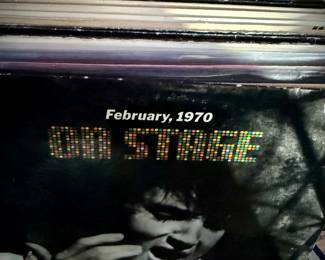 February, 1970
ON STAGE